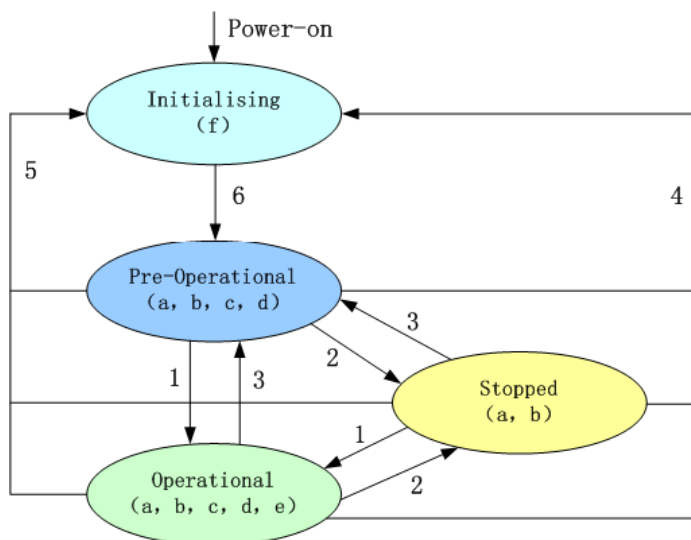 Power-on
Initialising
(f)
5
6
4
Pre-Operational
(a, b, c, d)
3
2
1
3
Stopped
(a, b)
1
Operational
(a, b, c, d, e)
2